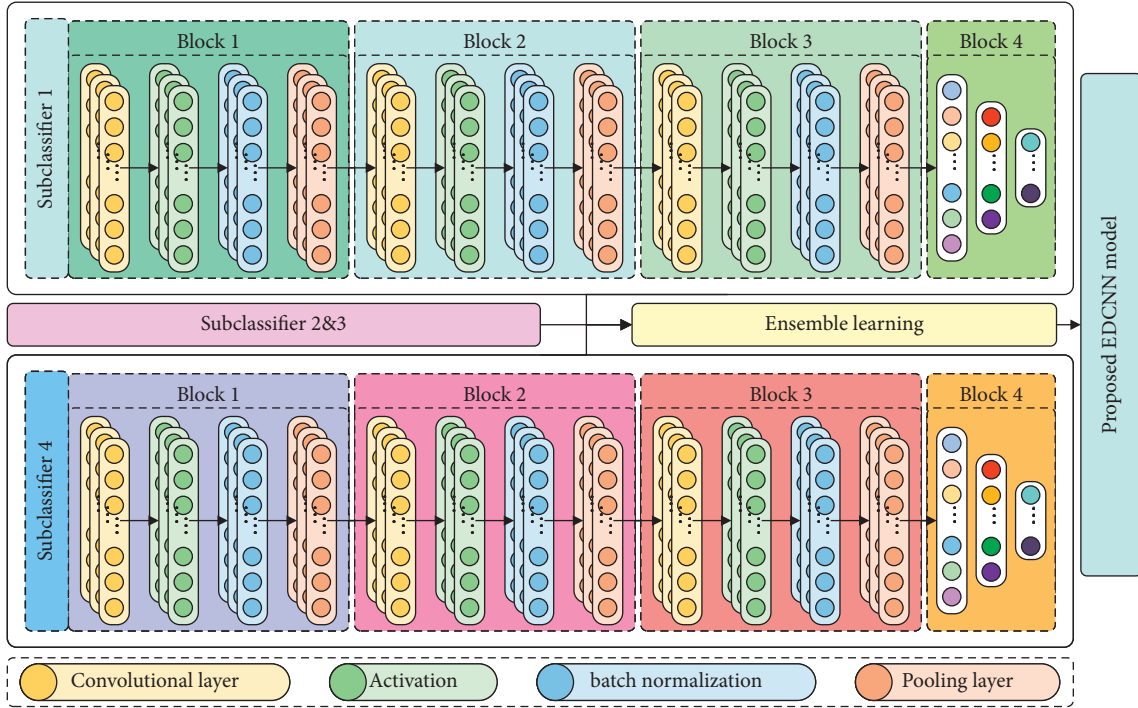 Subclassifier 1
Block 1
Block 2
Block 3
Block 4
Subclassifier 2&3
Ensemble learning
Proposed EDCNN model
Subclassifier 4
Block 1
Block 2
Block 3
Block 4
Convolutional layer
Activation
batch normalization
Pooling layer